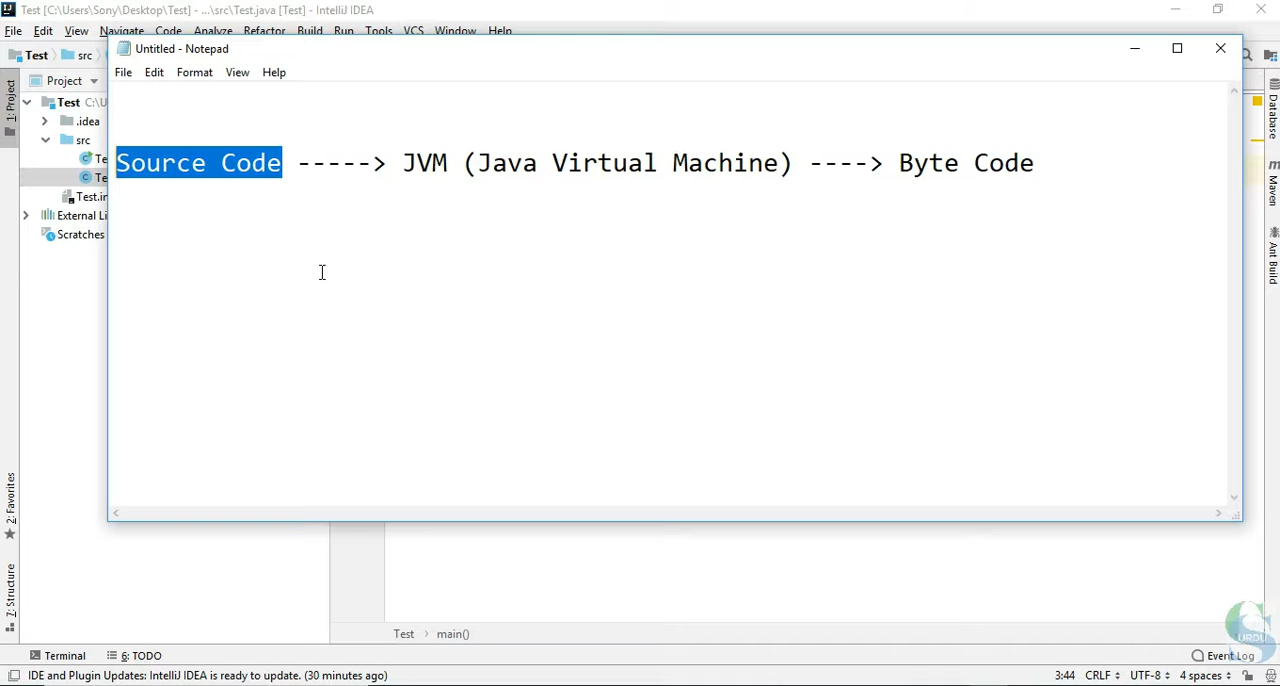 Test [C:\Users\Sony\Desktop\Test] - ...\src\Test.java [Test] - IntelliJ IDEA
File Edit View Navigate Code Analyze Refactor Build Run Tools VCS Window Help
Untitled - Notepad
Test src
File Edit Format View Help
1: Project
Project
Test C:\U
.idea
src
Te
Te
Test.in
External Li
Scratches
Source Code -----> JVM (Java Virtual Machine) ----> Byte Code
Database
Maven
Ant Build
2: Favorites
7: Structure
Test > main()
URDU
Terminal 6: TODO Event Log
IDE and Plugin Updates: IntelliJ IDEA is ready to update. (30 minutes ago) 3:44 CRLF UTF-8 4 spaces